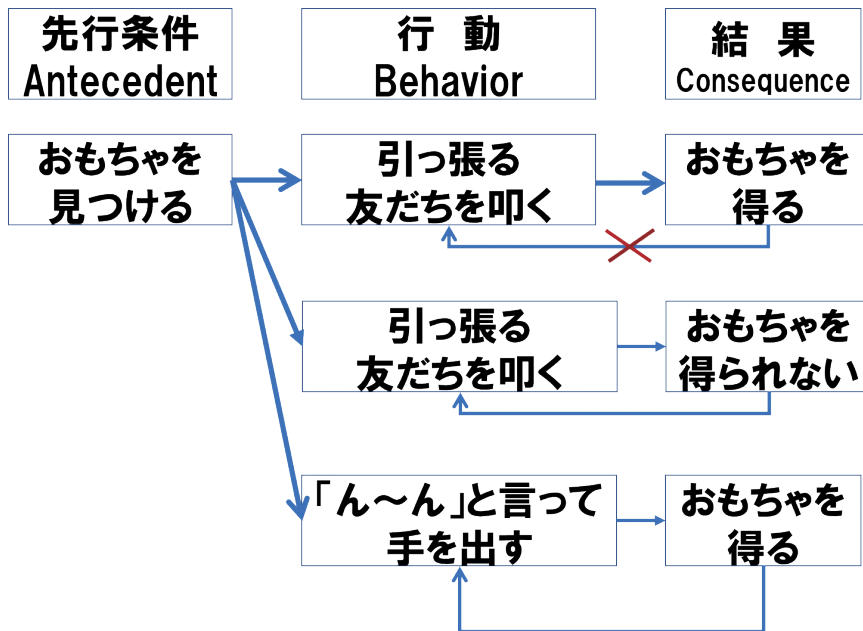 先行条件
Antecedent
行 動
Behavior
結 果
Consequence
おもちゃを
見つける
引っ張る
友だちを叩く
おもちゃを
得る
引っ張る
友だちを叩く
おもちゃを
得られない
「ん～ん」と言って
手を出す
おもちゃを
得る